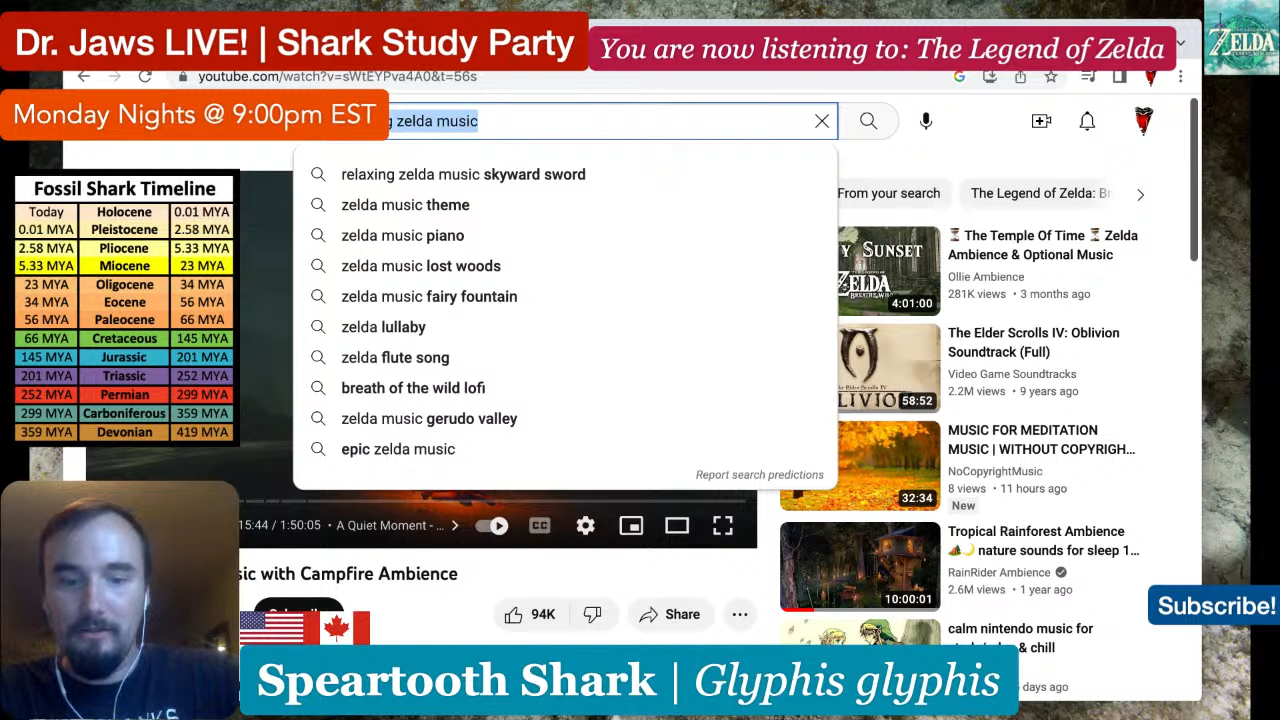 Dr. Jaws LIVE! | Shark Study Party
You are now listening to: The Legend of Zelda
ZELDA
youtube.com/watch?v=sWtEYPva4A0&t=56s
Monday Nights @ 9:00pm EST
zelda music
relaxing zelda music skyward sword
zelda music theme
zelda music piano
zelda music lost woods
zelda music fairy fountain
zelda lullaby
zelda flute song
breath of the wild lofi
zelda music gerudo valley
epic zelda music
Report search predictions
From your search
The Legend of Zelda: Br
Fossil Shark Timeline
Today Holocene 0.01 MYA
0.01 MYA Pleistocene 2.58 MYA
2.58 MYA Pliocene 5.33 MYA
5.33 MYA Miocene 23 MYA
23 MYA Oligocene 34 MYA
34 MYA Eocene 56 MYA
56 MYA Paleocene 66 MYA
66 MYA Cretaceous 145 MYA
145 MYA Jurassic 201 MYA
201 MYA Triassic 252 MYA
252 MYA Permian 299 MYA
299 MYA Carboniferous 359 MYA
359 MYA Devonian 419 MYA
SUNSET
ZELDA
4:01:00
⏳ The Temple Of Time ⏳ Zelda
Ambience & Optional Music
Ollie Ambience
281K views • 3 months ago
58:52
The Elder Scrolls IV: Oblivion
Soundtrack (Full)
Video Game Soundtracks
2.2M views • 9 years ago
32:34
MUSIC FOR MEDITATION
MUSIC | WITHOUT COPYRIGH...
NoCopyrightMusic
8 views • 11 hours ago
New
10:00:01
Tropical Rainforest Ambience
🏕️🌙 nature sounds for sleep 1...
RainRider Ambience
2.6M views • 1 year ago
calm nintendo music for
& chill
days ago
15:44 / 1:50:05 • A Quiet Moment - ...
CC
sic with Campfire Ambience
94K
Share
Subscribe!
Speartooth Shark | Glyphis glyphis